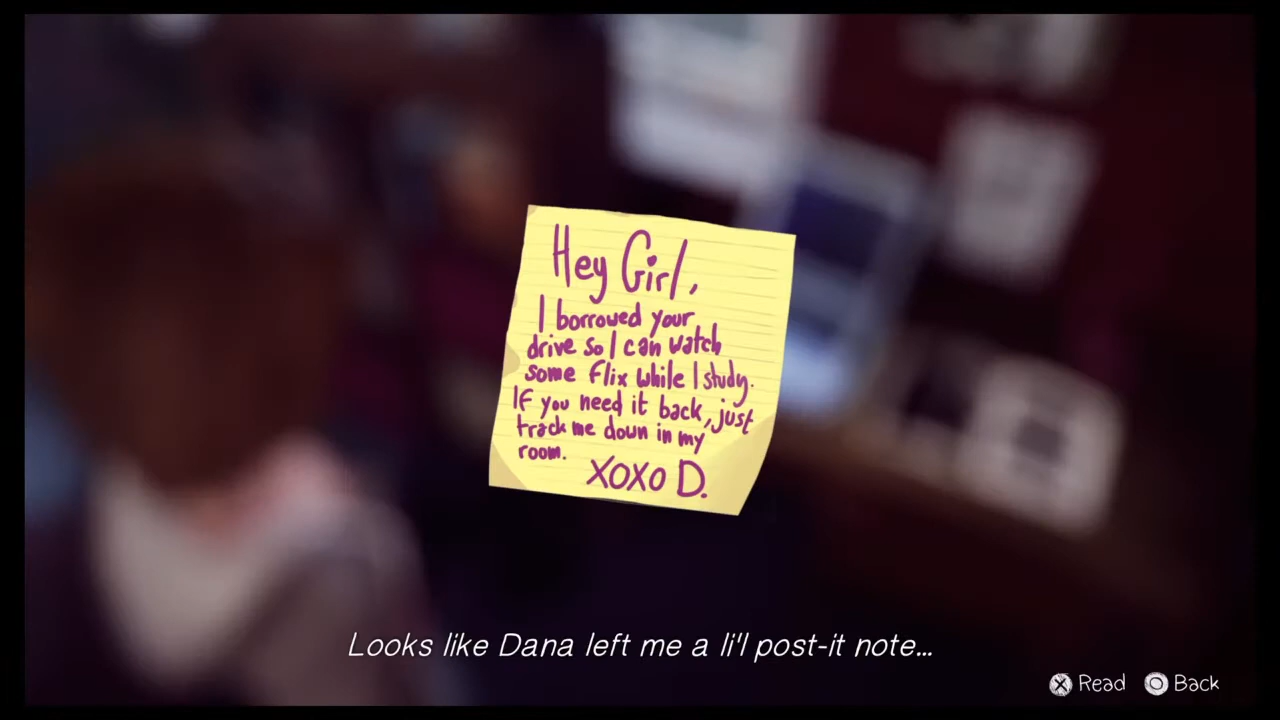 Hey Girl,
I borrowed your
drive so I can watch
some flix while I study.
If you need it back, just
track me down in my
room.
XOXO D.
Looks like Dana left me a li'l post-it note...
Read
Back